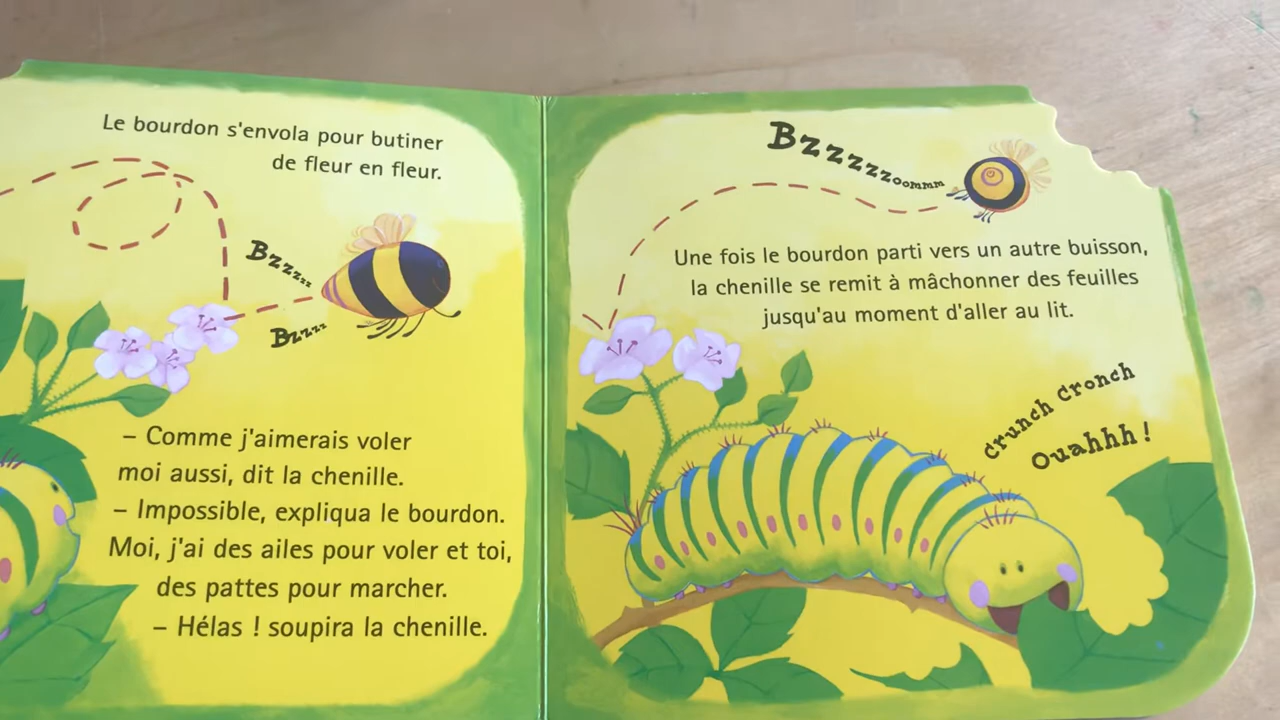 Le bourdon s'envola pour butiner
de fleur en fleur.
Bzzzzz
Bzzzz
– Comme j'aimerais voler
moi aussi, dit la chenille.
– Impossible, expliqua le bourdon.
Moi, j'ai des ailes pour voler et toi,
des pattes pour marcher.
– Hélas ! soupira la chenille.
Bzzzzzzoommm
Une fois le bourdon parti vers un autre buisson,
la chenille se remit à mâchonner des feuilles
jusqu'au moment d'aller au lit.
crunch cronch
Ouahhh !